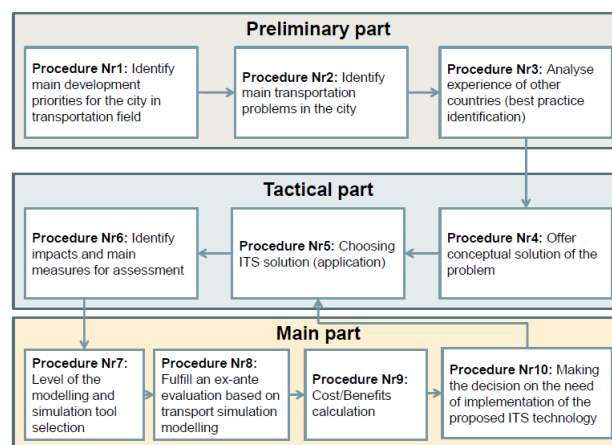 Preliminary part
Procedure Nr1: Identify
main development
priorities for the city in
transportation field
Procedure Nr2: Identify
main transportation
problems in the city
Procedure Nr3: Analyse
experience of other
countries (best practice
identification)
Tactical part
Procedure Nr6: Identify
impacts and main
measures for assessment
Procedure Nr5: Choosing
ITS solution (application)
Procedure Nr4: Offer
conceptual solution of the
problem
Main part
Procedure Nr7:
Level of the
modelling and
simulation tool
selection
Procedure Nr8:
Fulfill an ex-ante
evaluation based on
transport simulation
modelling
Procedure Nr9:
Cost/Benefits
calculation
Procedure Nr10: Making
the decision on the need
of implementation of the
proposed ITS technology